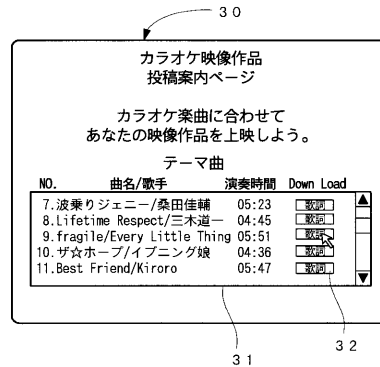 30
カラオケ映像作品
投稿案内ページ
カラオケ楽曲に合わせて
あなたの映像作品を上映しよう。
テーマ曲
NO. 曲名/歌手 演奏時間 Down Load
7.波乗りジェニー/桑田佳輔 05:23 歌詞
8.Lifetime Respect/三木道一 04:45 歌詞
9.fragile/Every Little Thing 05:51 歌詞
10.ザ☆ホープ/イブニング娘 04:36 歌詞
11.Best Friend/Kiroro 05:47 歌詞
32
31